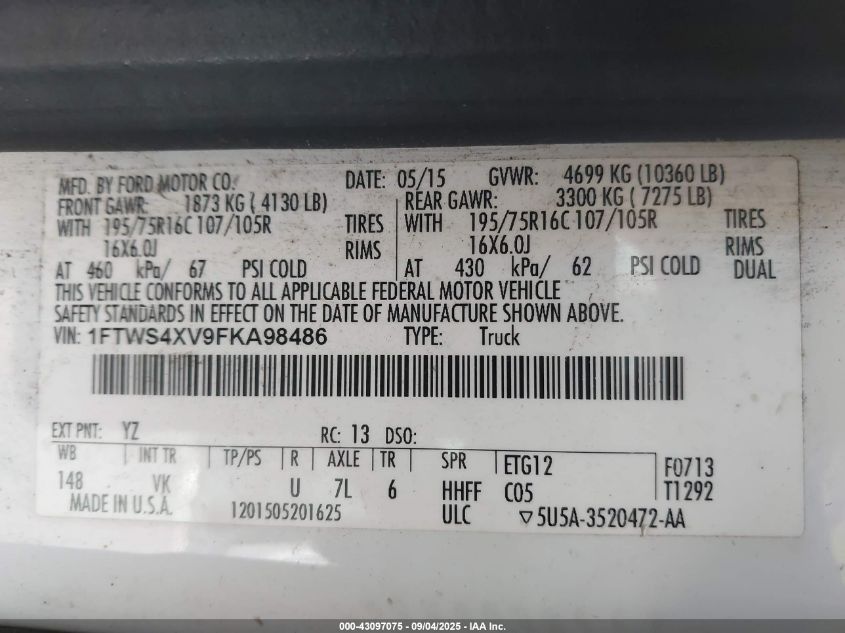 MFD. BY FORD MOTOR CO. DATE: 05/15 GVWR: 4699 KG (10360 LB)
FRONT GAWR: 1873 KG ( 4130 LB) REAR GAWR: 3300 KG ( 7275 LB)
WITH 195/75R16C 107/105R TIRES WITH 195/75R16C 107/105R TIRES
16X6.0J RIMS 16X6.0J RIMS
AT 460 kPa/ 67 PSI COLD AT 430 kPa/ 62 PSI COLD DUAL
THIS VEHICLE CONFORMS TO ALL APPLICABLE FEDERAL MOTOR VEHICLE
SAFETY STANDARDS IN EFFECT ON THE DATE OF MANUFACTURE SHOWN ABOVE.
VIN: 1FTWS4XV9FKA98486 TYPE: Truck
EXT PNT: YZ RC: 13 DSO:
WB INT TR TP/PS R AXLE TR SPR ETG12 F0713
148 VK U 7L 6 HHFF C05 T1292
MADE IN U.S.A. 1201505201625 ULC ▽5U5A-3520472-AA
000-43097075 - 09/04/2025 - IAA Inc.